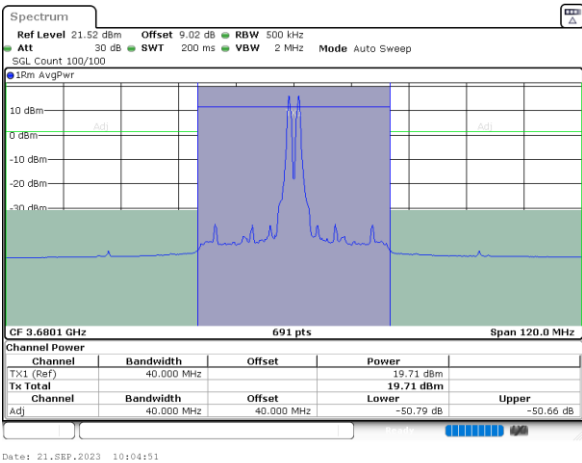 Spectrum
Ref Level 21.52 dBm Offset 9.02 dB RBW 500 kHz
Att 30 dB SWT 200 ms VBW 2 MHz Mode Auto Sweep
SGL Count 100/100
1Rm AvgPwr
10 dBm
Adj Adj
0 dBm
-10 dBm
-20 dBm
-30 dBm
CF 3.6801 GHz 691 pts Span 120.0 MHz
Channel Power
Channel Bandwidth Offset Power
TX1 (Ref) 40.000 MHz 19.71 dBm
Tx Total 19.71 dBm
Channel Bandwidth Offset Lower Upper
Adj 40.000 MHz 40.000 MHz -50.79 dB -50.66 dB
Ready
Date: 21.SEP.2023 10:04:51